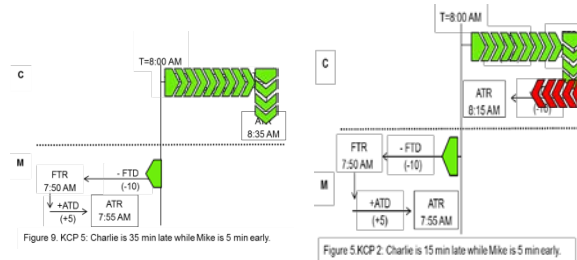 T=8:00 AM
C
ATR
8:35 AM
M
FTR
7:50 AM
- FTD
(-10)
+ATD
(+5)
ATR
7:55 AM
Figure 9. KCP 5: Charlie is 35 min late while Mike is 5 min early.
T=8:00 AM
C
ATR
8:15 AM
(-10)
M
FTR
7:50 AM
- FTD
(-10)
+ATD
(+5)
ATR
7:55 AM
Figure 5.KCP 2: Charlie is 15 min late while Mike is 5 min early.